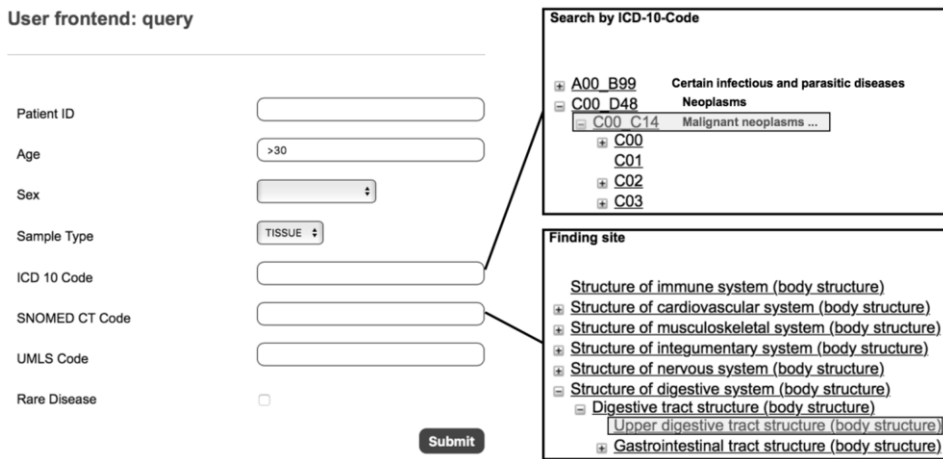 User frontend: query
Patient ID
Age
>30
Sex
Sample Type
TISSUE
ICD 10 Code
SNOMED CT Code
UMLS Code
Rare Disease
Submit
Search by ICD-10-Code
A00_B99 Certain infectious and parasitic diseases
C00_D48 Neoplasms
C00_C14 Malignant neoplasms ...
C00
C01
C02
C03
Finding site
Structure of immune system (body structure)
Structure of cardiovascular system (body structure)
Structure of musculoskeletal system (body structure)
Structure of integumentary system (body structure)
Structure of nervous system (body structure)
Structure of digestive system (body structure)
Digestive tract structure (body structure)
Upper digestive tract structure (body structure)
Gastrointestinal tract structure (body structure)